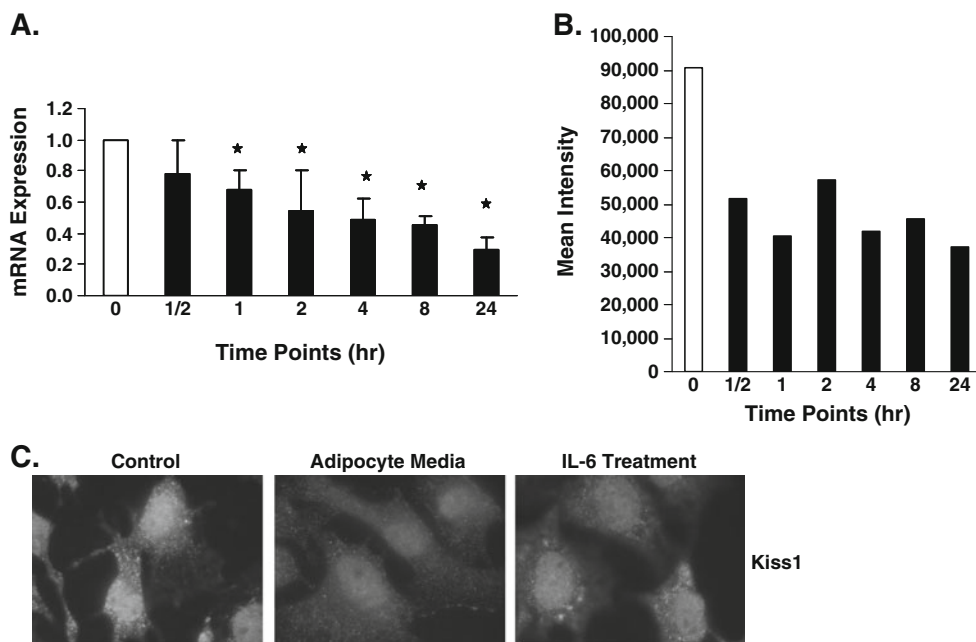 A.
mRNA Expression
1.2
1.0
0.8
0.6
0.4
0.2
0.0
0 1/2 1 2 4 8 24
Time Points (hr)
B.
Mean Intensity
100,000
90,000
80,000
70,000
60,000
50,000
40,000
30,000
20,000
10,000
0
0 1/2 1 2 4 8 24
Time Points (hr)
C.
Control Adipocyte Media IL-6 Treatment
Kiss1